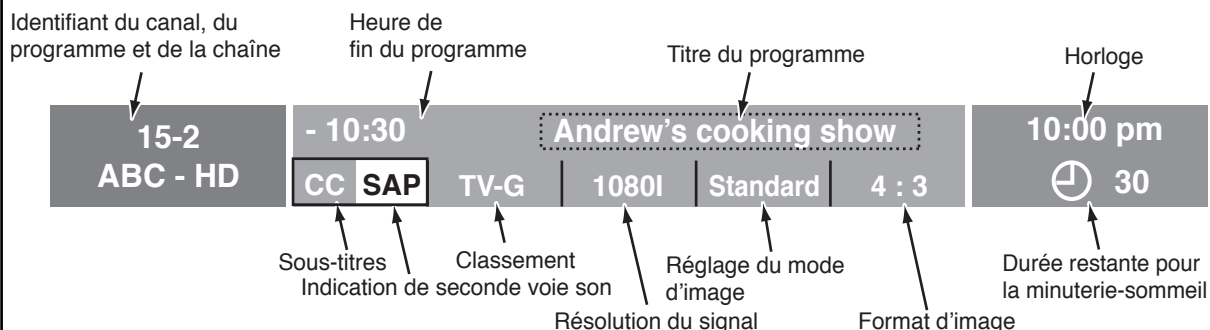 Identifiant du canal, du
programme et de la chaîne
Heure de
fin du programme
Titre du programme
Horloge
15-2
ABC - HD
- 10:30
Andrew's cooking show
10:00 pm
CC SAP TV-G 1080I Standard 4 : 3
30
Sous-titres
Indication de seconde voie son
Classement
Résolution du signal
Réglage du mode
d'image
Format d'image
Durée restante pour
la minuterie-sommeil